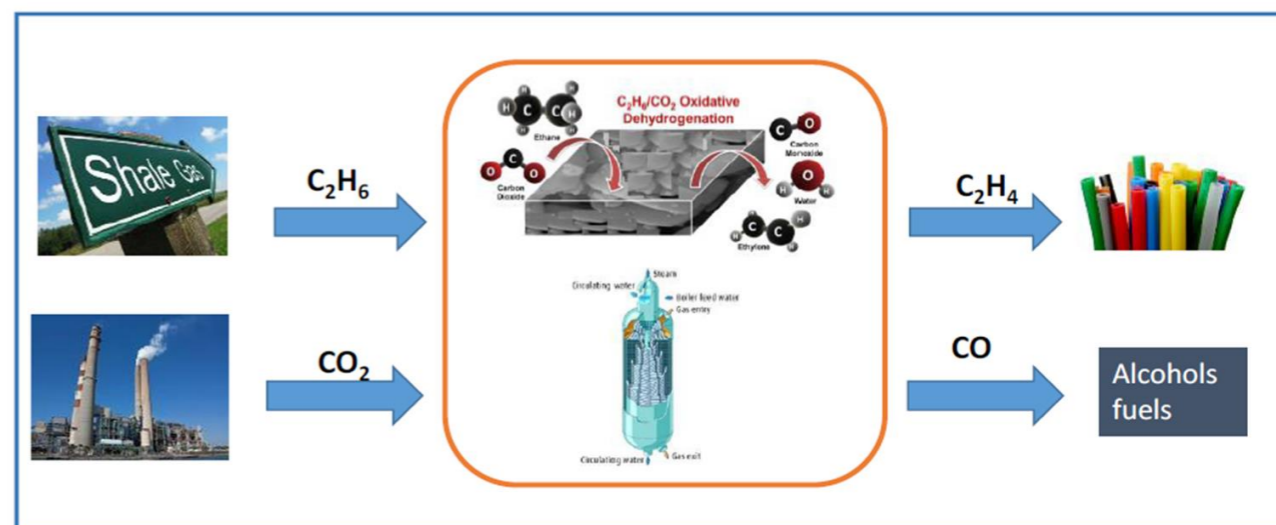 Shale Gas
C₂H₆
CO₂
C₂H₆/CO₂ Oxidative
Dehydrogenation
H
C
C
H
H
H
Ethane
O
C
O
Carbon
Dioxide
C
O
Carbon
Monoxide
O
H
H
Water
H
C
C
H
H
Ethylene
Steam
Circulating water
Boiler feed water
Gas entry
Circulating water
Gas exit
C₂H₄
CO
Alcohols
fuels